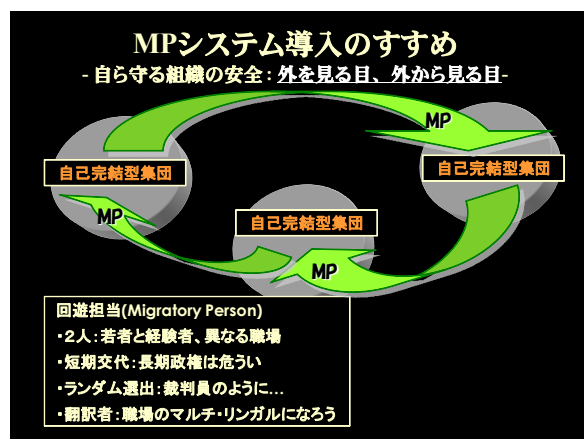 MPシステム導入のすすめ
- 自ら守る組織の安全：外を見る目、外から見る目-
MP
自己完結型集団
自己完結型集団
MP
自己完結型集団
MP
回遊担当(Migratory Person)
・２人：若者と経験者、異なる職場
・短期交代：長期政権は危うい
・ランダム選出：裁判員のように…
・翻訳者：職場のマルチ・リンガルになろう